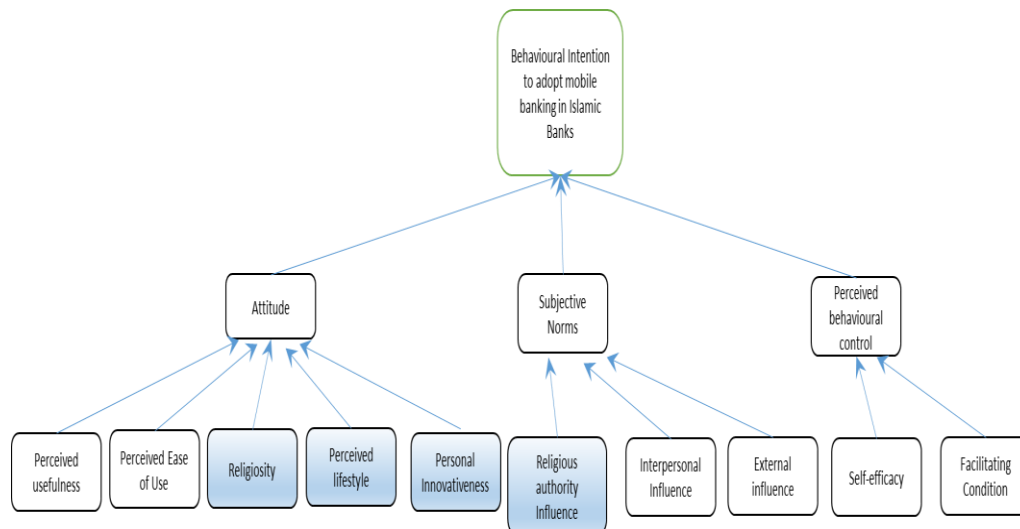 Behavioural Intention
to adopt mobile
banking in Islamic
Banks
Attitude
Subjective
Norms
Perceived
behavioural
control
Perceived
usefulness
Perceived Ease
of Use
Religiosity
Perceived
lifestyle
Personal
Innovativeness
Religious
authority
Influence
Interpersonal
Influence
External
influence
Self-efficacy
Facilitating
Condition